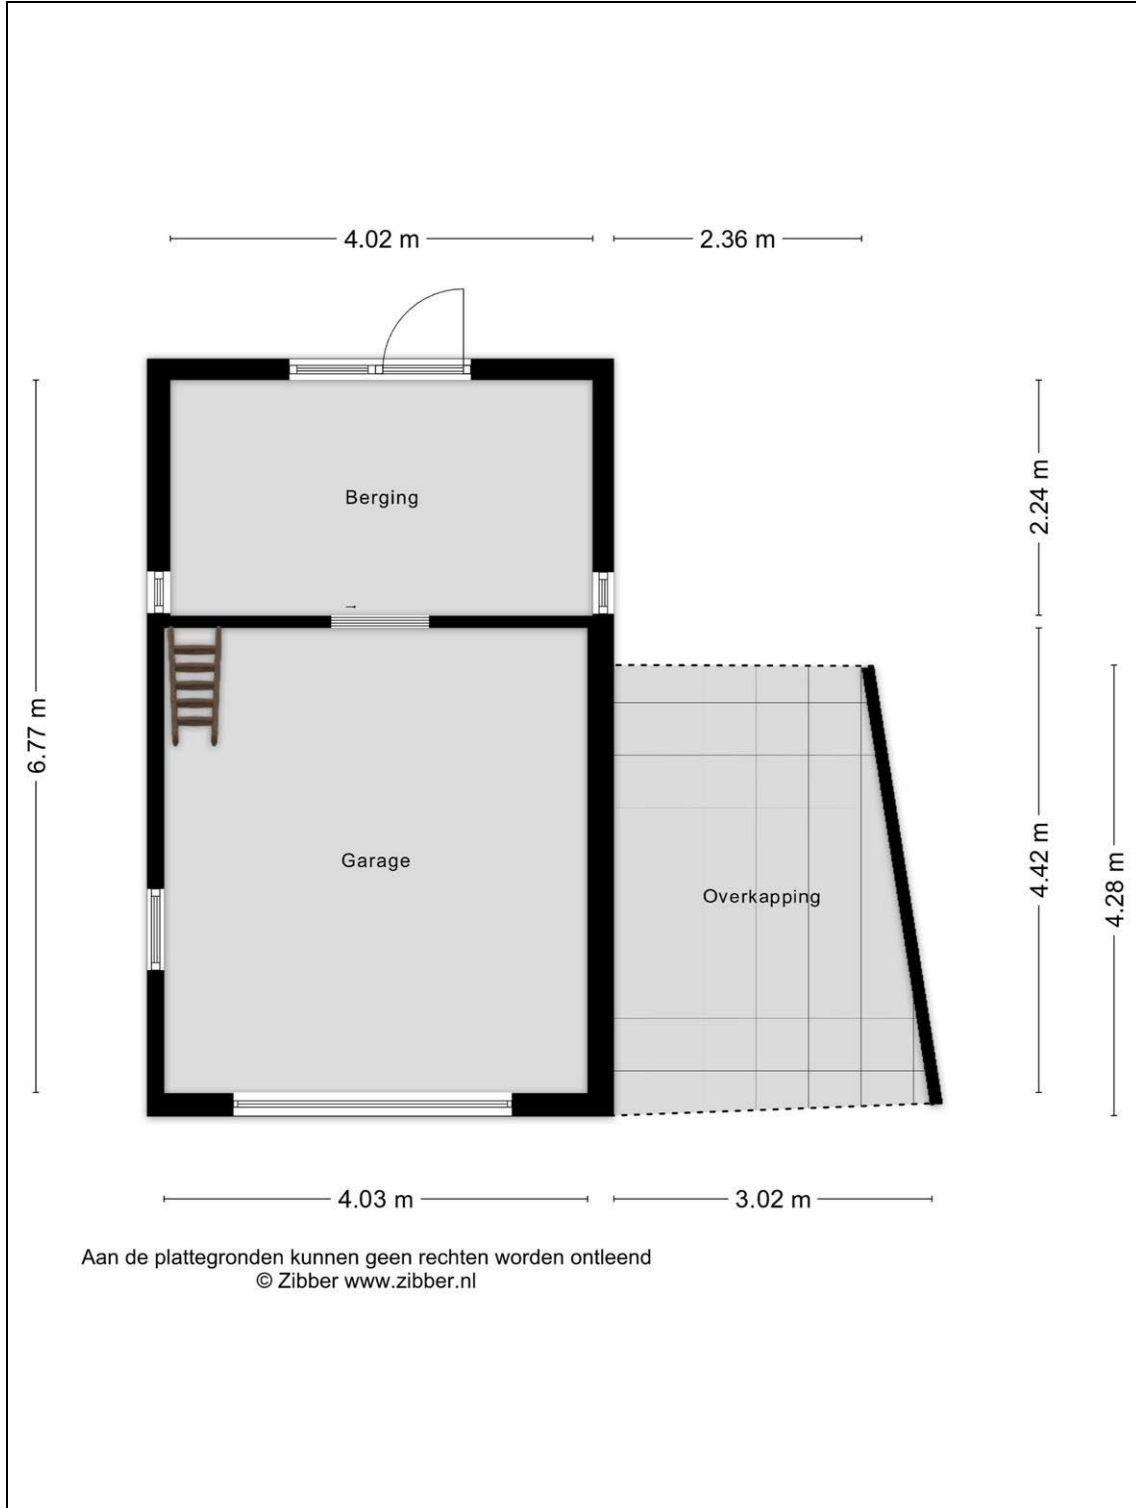 4.02 m
2.36 m
Berging
2.24 m
6.77 m
Garage
Overkapping
4.42 m
4.28 m
4.03 m
3.02 m
Aan de plattegronden kunnen geen rechten worden ontleend
© Zibber www.zibber.nl